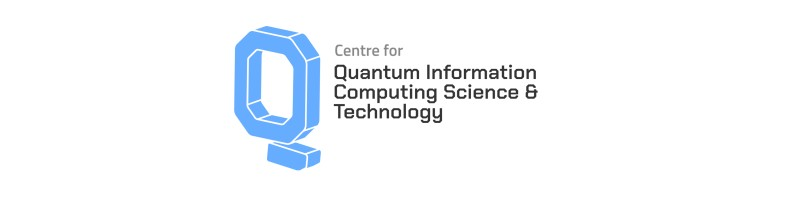 Centre for
Quantum Information
Computing Science &
Technology